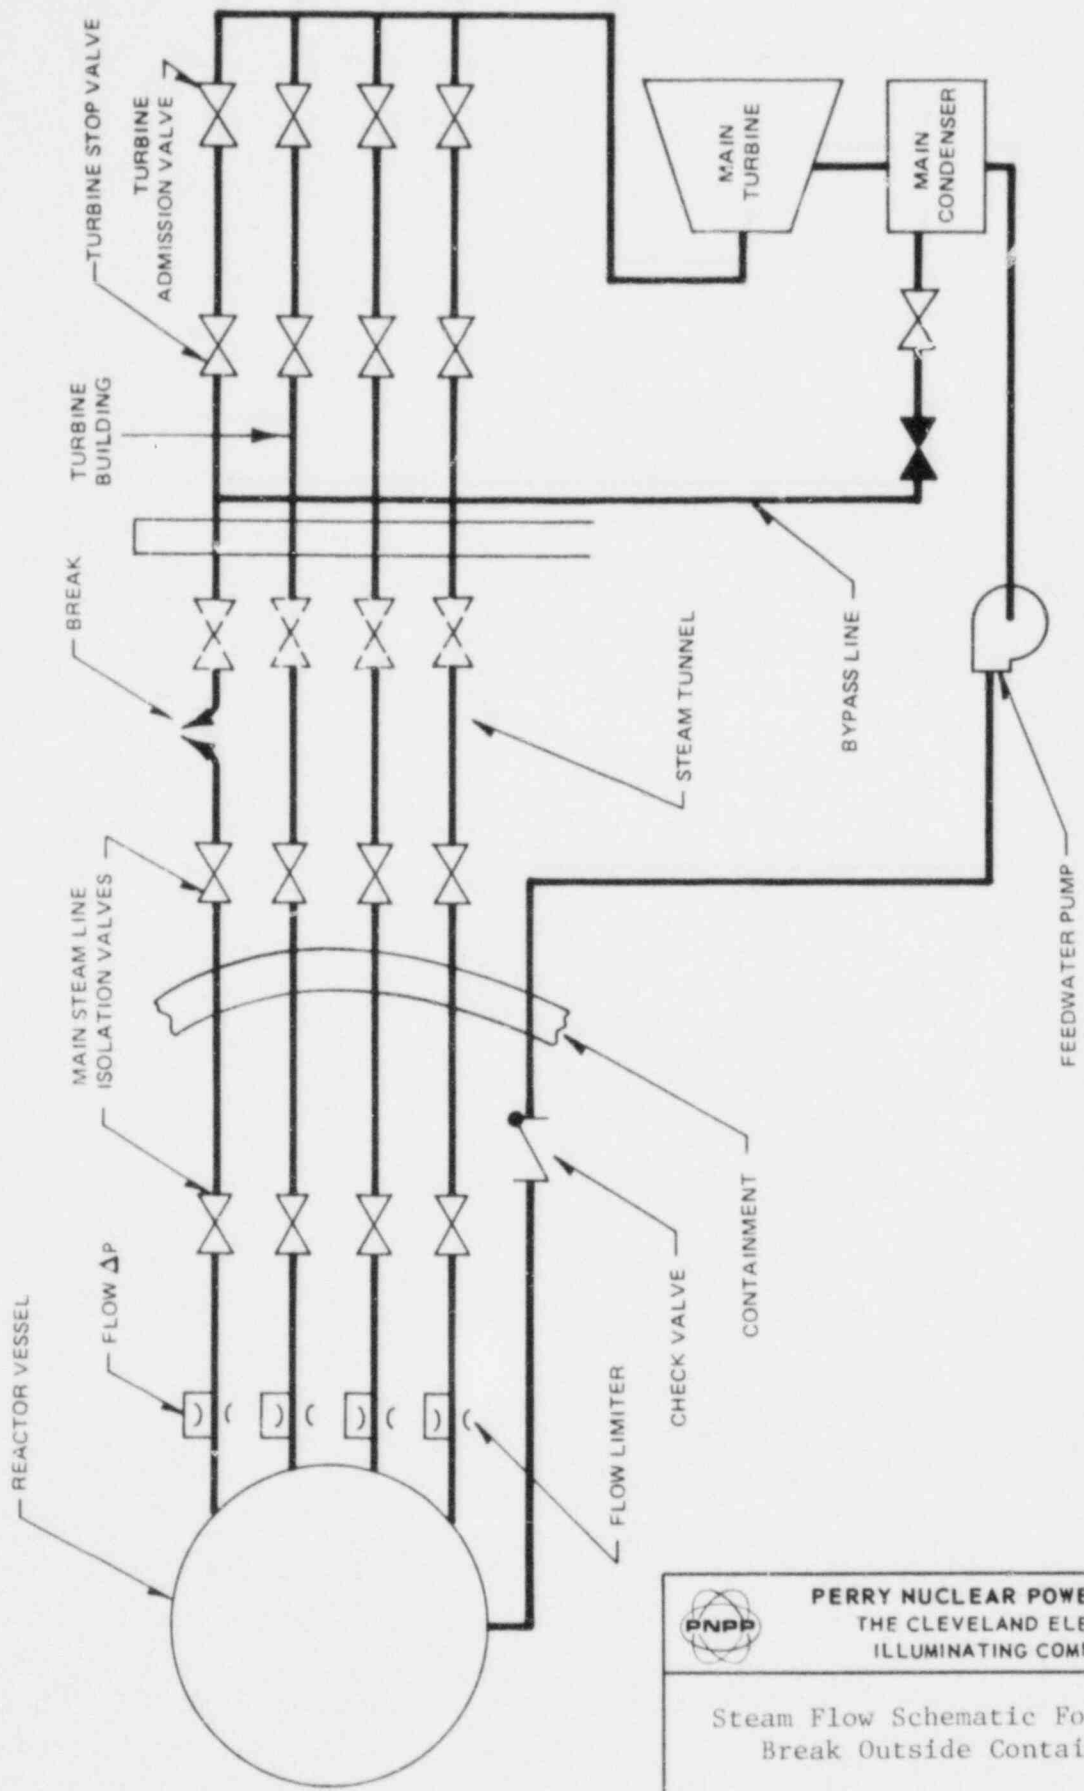 REACTOR VESSEL
FLOW ΔP
MAIN STEAM LINE
ISOLATION VALVES
BREAK
TURBINE
BUILDING
TURBINE STOP VALVE
TURBINE
ADMISSION VALVE
MAIN
TURBINE
MAIN
CONDENSER
FLOW LIMITER
CHECK VALVE
CONTAINMENT
STEAM TUNNEL
BYPASS LINE
FEEDWATER PUMP
PNPP
PERRY NUCLEAR POWE
THE CLEVELAND ELE
ILLUMINATING COM
Steam Flow Schematic Fo
Break Outside Contai